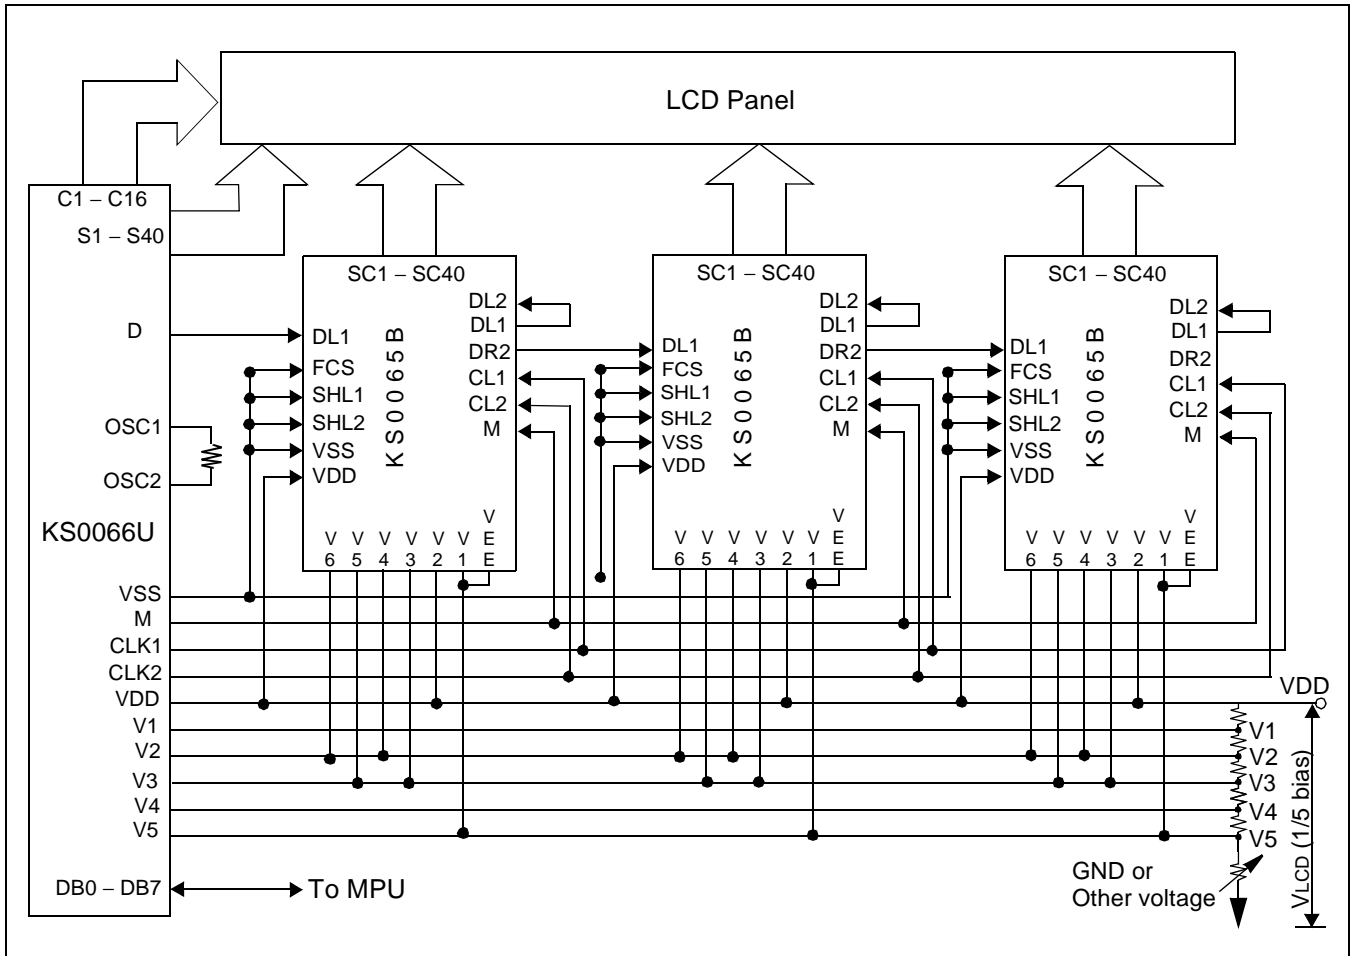 LCD Panel
C1 – C16
S1 – S40
D
OSC1
OSC2
KS0066U
VSS
M
CLK1
CLK2
VDD
V1
V2
V3
V4
V5
DB0 – DB7
To MPU
SC1 – SC40
DL1
FCS
SHL1
SHL2
VSS
VDD
KS0065B
DL2
DL1
DR2
CL1
CL2
M
V6
V5
V4
V3
V2
V1
VEE
SC1 – SC40
DL1
FCS
SHL1
SHL2
VSS
VDD
KS0065B
DL2
DL1
DR2
CL1
CL2
M
V6
V5
V4
V3
V2
V1
VEE
SC1 – SC40
DL1
FCS
SHL1
SHL2
VSS
VDD
KS0065B
DL2
DL1
DR2
CL1
CL2
M
V6
V5
V4
V3
V2
V1
VEE
VDD
V1
V2
V3
V4
V5
GND or
Other voltage
VLCD (1/5 bias)